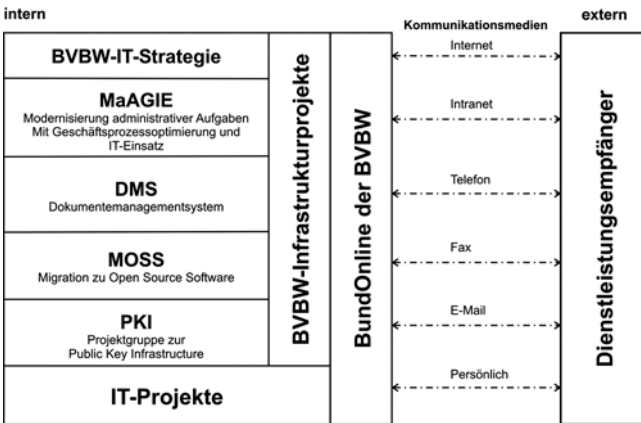 intern
Kommunikationsmedien
extern
BVBW-IT-Strategie
MaAGIE
Modernisierung administrativer Aufgaben
Mit Geschäftsprozessoptimierung und
IT-Einsatz
DMS
Dokumentemanagementsystem
MOSS
Migration zu Open Source Software
PKI
Projektgruppe zur
Public Key Infrastructure
IT-Projekte
BVBW-Infrastrukturprojekte
BundOnline der BVBW
Internet
Intranet
Telefon
Fax
E-Mail
Persönlich
Dienstleistungsempfänger